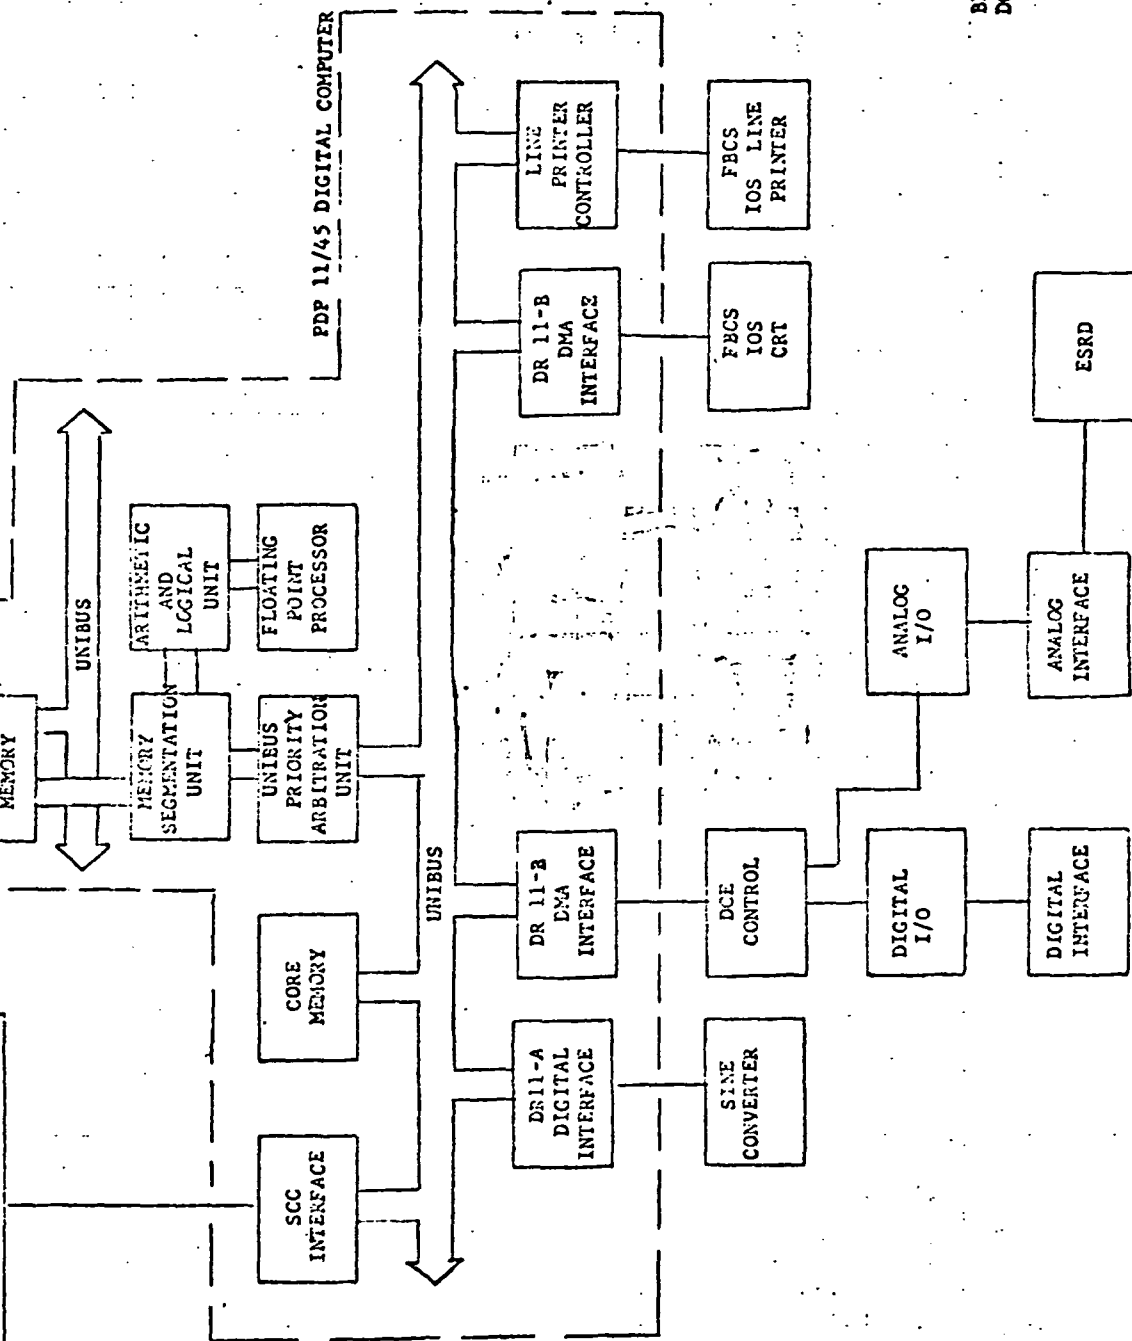 PDP 11/45 DIGITAL COMPUTER
MEMORY
UNIBUS
ARITHMETIC
AND
LOGICAL
UNIT
FLOATING
POINT
PROCESSOR
MEMORY
SEGMENTATION
UNIT
UNIBUS
PRIORITY
ARBITRATION
UNIT
CORE
MEMORY
SCC
INTERFACE
UNIBUS
LINE
PRINTER
CONTROLLER
DR 11-B
DMA
INTERFACE
DR 11-B
DMA
INTERFACE
DR11-A
DIGITAL
INTERFACE
FBCS
IOS LINE
PRINTER
FBCS
IOS
CRT
DCE
CONTROL
SINE
CONVERTER
ANALOG
I/O
DIGITAL
I/O
ESRD
ANALOG
INTERFACE
DIGITAL
INTERFACE